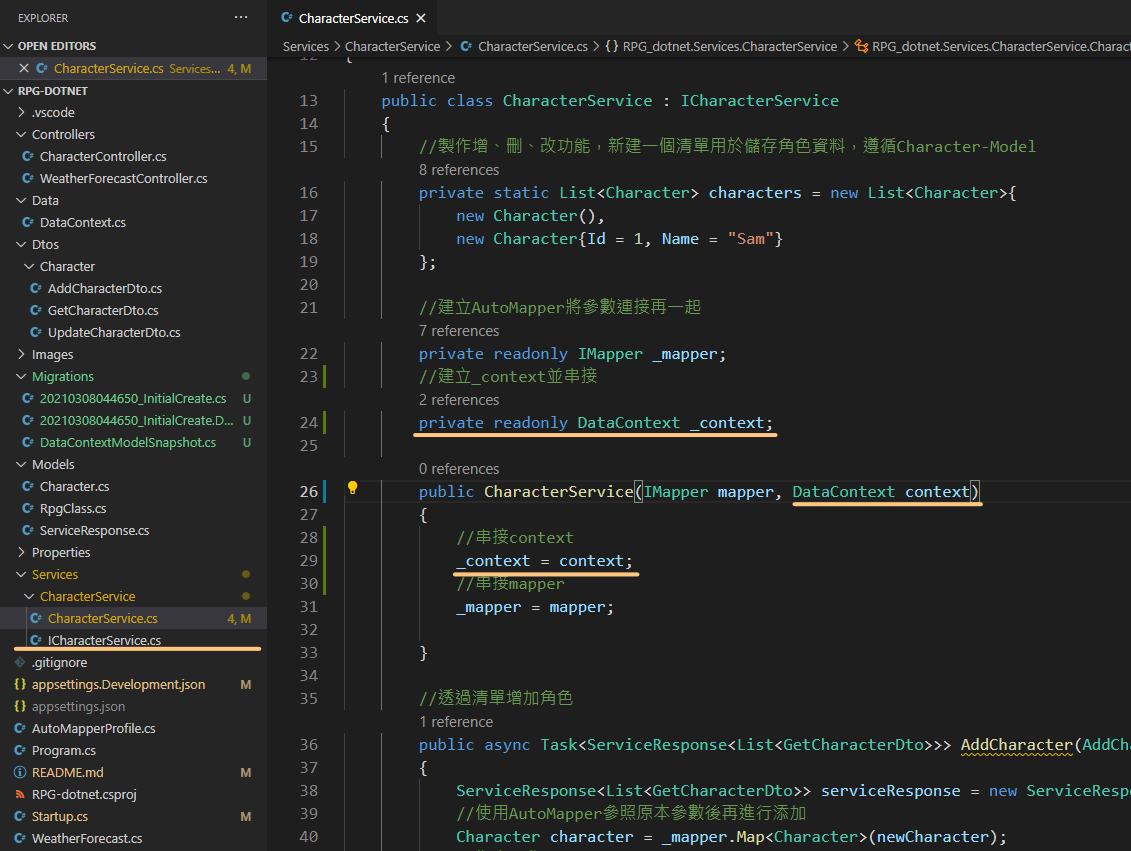 EXPLORER
···
OPEN EDITORS
CharacterService.cs Services... 4, M
RPG-DOTNET
.vscode
Controllers
CharacterController.cs
WeatherForecastController.cs
Data
DataContext.cs
Dtos
Character
AddCharacterDto.cs
GetCharacterDto.cs
UpdateCharacterDto.cs
Images
Migrations
20210308044650_InitialCreate.cs U
20210308044650_InitialCreate.D... U
DataContextModelSnapshot.cs U
Models
Character.cs
RpgClass.cs
ServiceResponse.cs
Properties
Services
CharacterService
CharacterService.cs 4, M
ICharacterService.cs
.gitignore
appsettings.Development.json M
appsettings.json
AutoMapperProfile.cs
Program.cs
README.md M
RPG-dotnet.csproj
Startup.cs M
WeatherForecast.cs
CharacterService.cs
Services > CharacterService > CharacterService.cs > {} RPG_dotnet.Services.CharacterService > RPG_dotnet.Services.CharacterService.Charact
12 {
1 reference
13 public class CharacterService : ICharacterService
14 {
15 //製作增、刪、改功能，新建一個清單用於儲存角色資料，遵循Character-Model
8 references
16 private static List<Character> characters = new List<Character>{
17 new Character(),
18 new Character{Id = 1, Name = "Sam"}
19 };
20
21 //建立AutoMapper將參數連接再一起
7 references
22 private readonly IMapper _mapper;
23 //建立_context並串接
2 references
24 private readonly DataContext _context;
25
0 references
26 public CharacterService(IMapper mapper, DataContext context)
27 {
28 //串接context
29 _context = context;
30 //串接mapper
31 _mapper = mapper;
32
33 }
34
35 //透過清單增加角色
1 reference
36 public async Task<ServiceResponse<List<GetCharacterDto>>> AddCharacter(AddCh
37 {
38 ServiceResponse<List<GetCharacterDto>> serviceResponse = new ServiceResp
39 //使用AutoMapper參照原本參數後再進行添加
40 Character character = _mapper.Map<Character>(newCharacter);